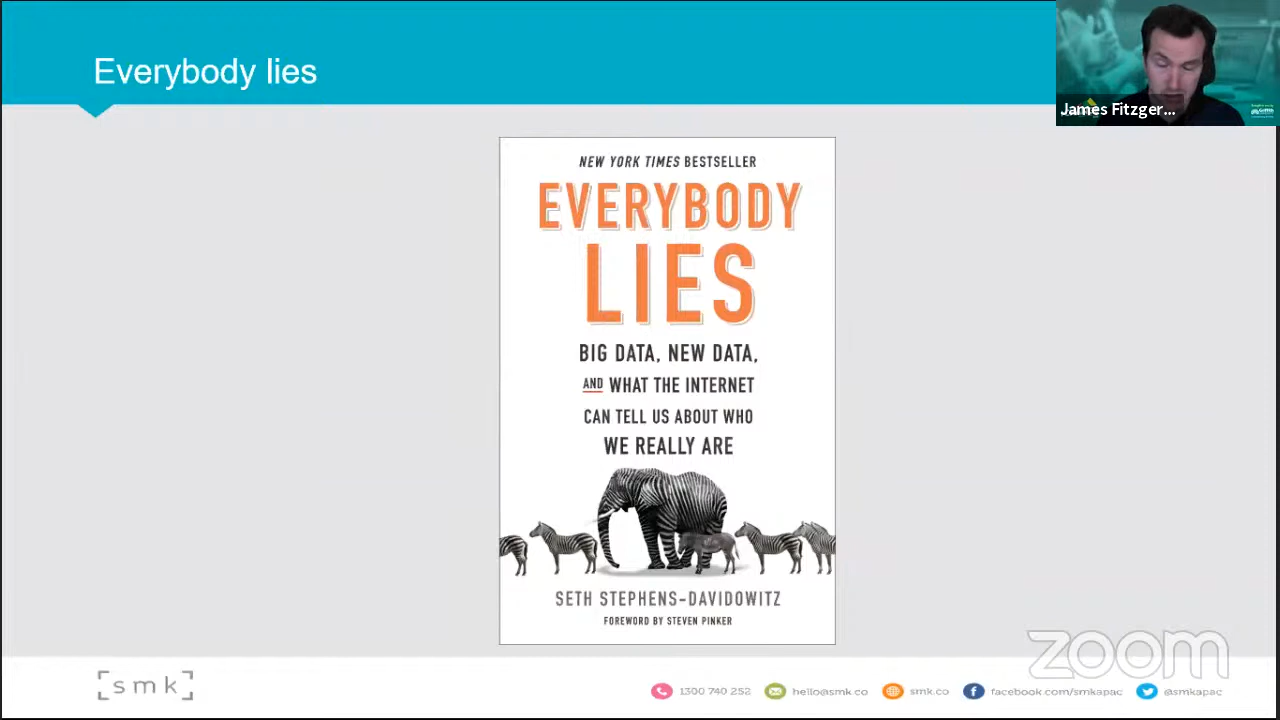 Everybody lies
James Fitzger...
NEW YORK TIMES BESTSELLER
EVERYBODY
LIES
BIG DATA, NEW DATA,
AND WHAT THE INTERNET
CAN TELL US ABOUT WHO
WE REALLY ARE
SETH STEPHENS-DAVIDOWITZ
FOREWORD BY STEVEN PINKER
zoom
[smk]
1300 740 252
hello@smk.co
smk.co
facebook.com/smkapac
@smkapac